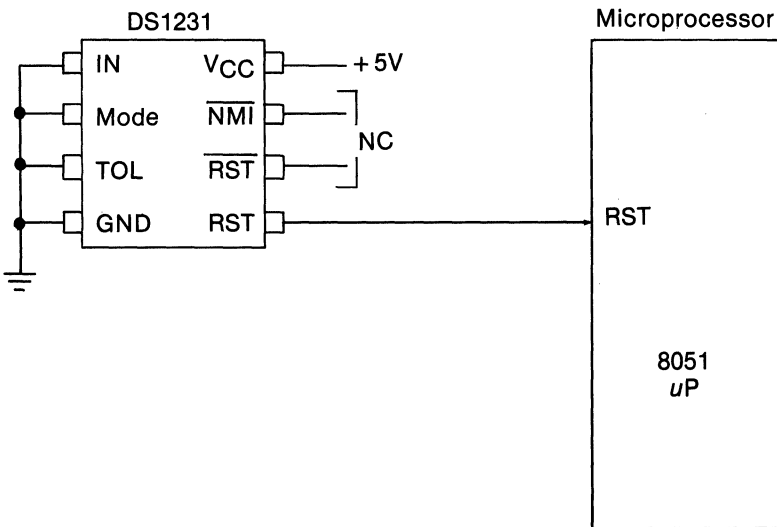 DS1231
Microprocessor
IN
VCC
+5V
Mode
NMI
NC
TOL
RST
GND
RST
RST
8051
uP